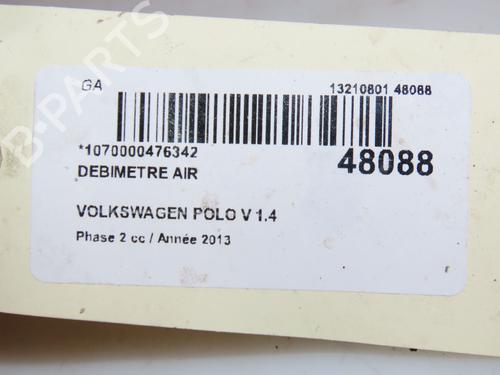 GA
13210801 48088
*1070000476342
48088
DEBIMETRE AIR
VOLKSWAGEN POLO V 1.4
Phase 2 cc / Année 2013
B-PARTS